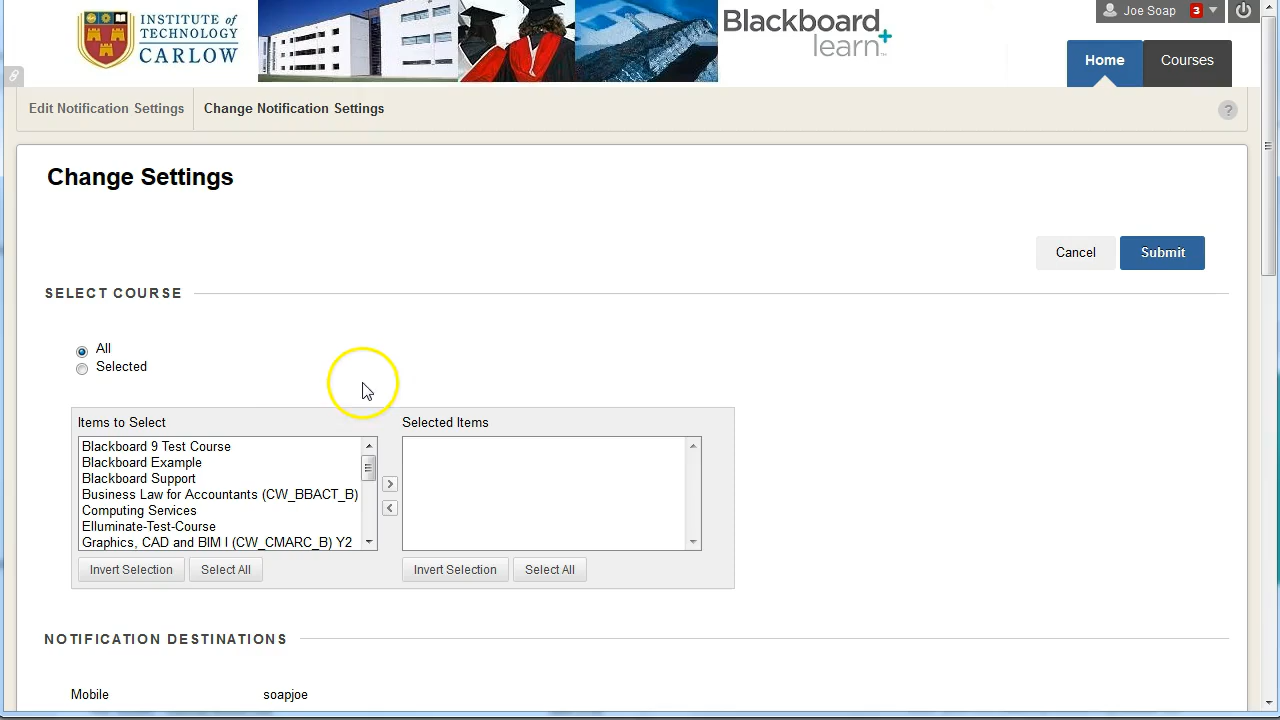 INSTITUTE of
TECHNOLOGY
CARLOW
Blackboard
learn+
Joe Soap 3
Home Courses
Edit Notification Settings Change Notification Settings
?
Change Settings
Cancel Submit
SELECT COURSE
All
Selected
Items to Select Selected Items
Blackboard 9 Test Course
Blackboard Example
Blackboard Support
Business Law for Accountants (CW_BBACT_B)
Computing Services
Elluminate-Test-Course
Graphics, CAD and BIM I (CW_CMARC_B) Y2
Invert Selection Select All Invert Selection Select All
NOTIFICATION DESTINATIONS
Mobile soapjoe